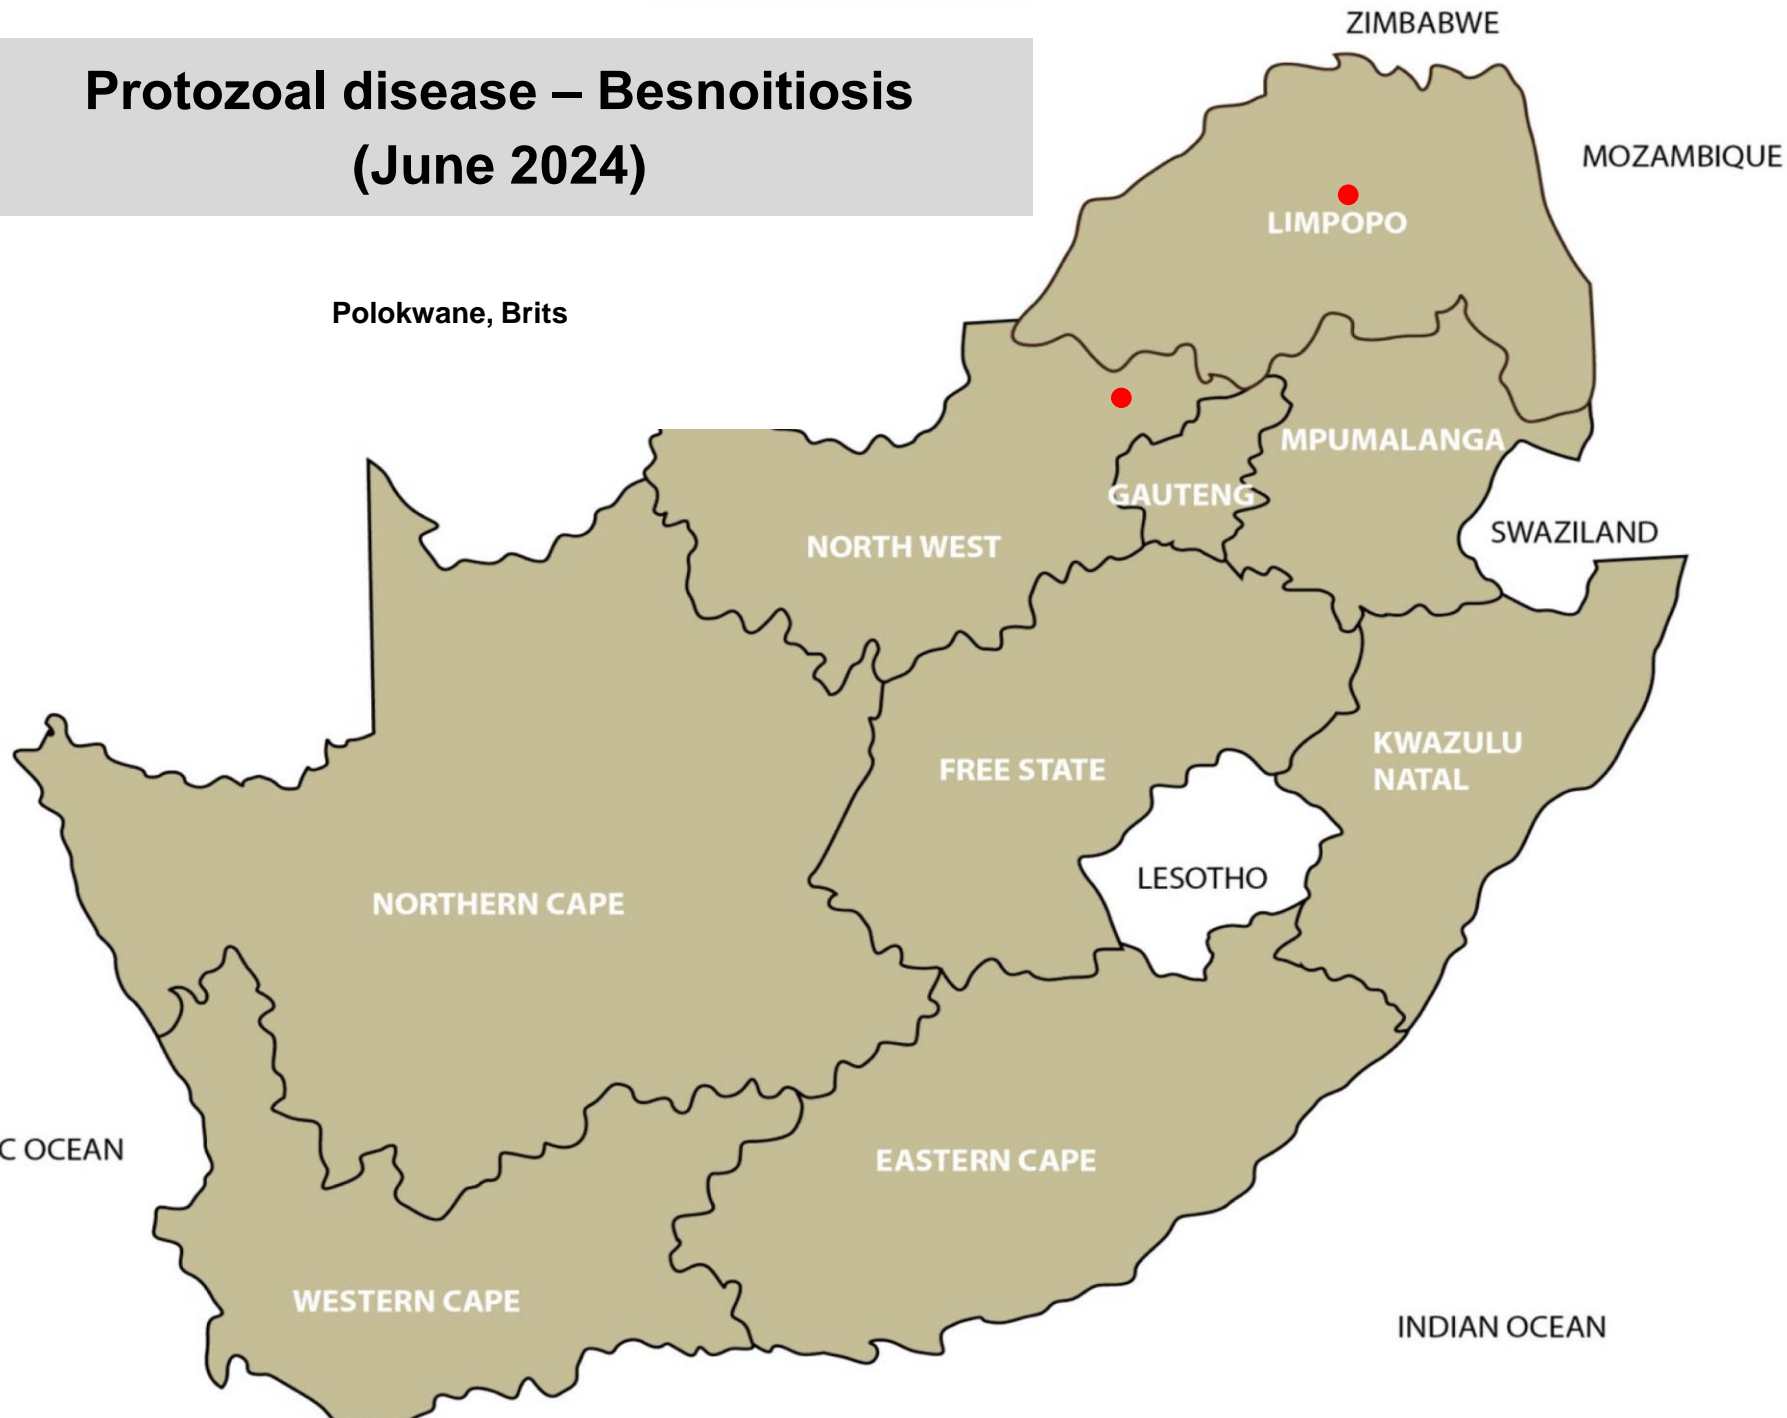 ZIMBABWE
Protozoal disease – Besnoitiosis
(June 2024)
MOZAMBIQUE
LIMPOPO
Polokwane, Brits
MPUMALANGA
GAUTENG
SWAZILAND
NORTH WEST
KWAZULU
NATAL
FREE STATE
LESOTHO
NORTHERN CAPE
C OCEAN
EASTERN CAPE
WESTERN CAPE
INDIAN OCEAN